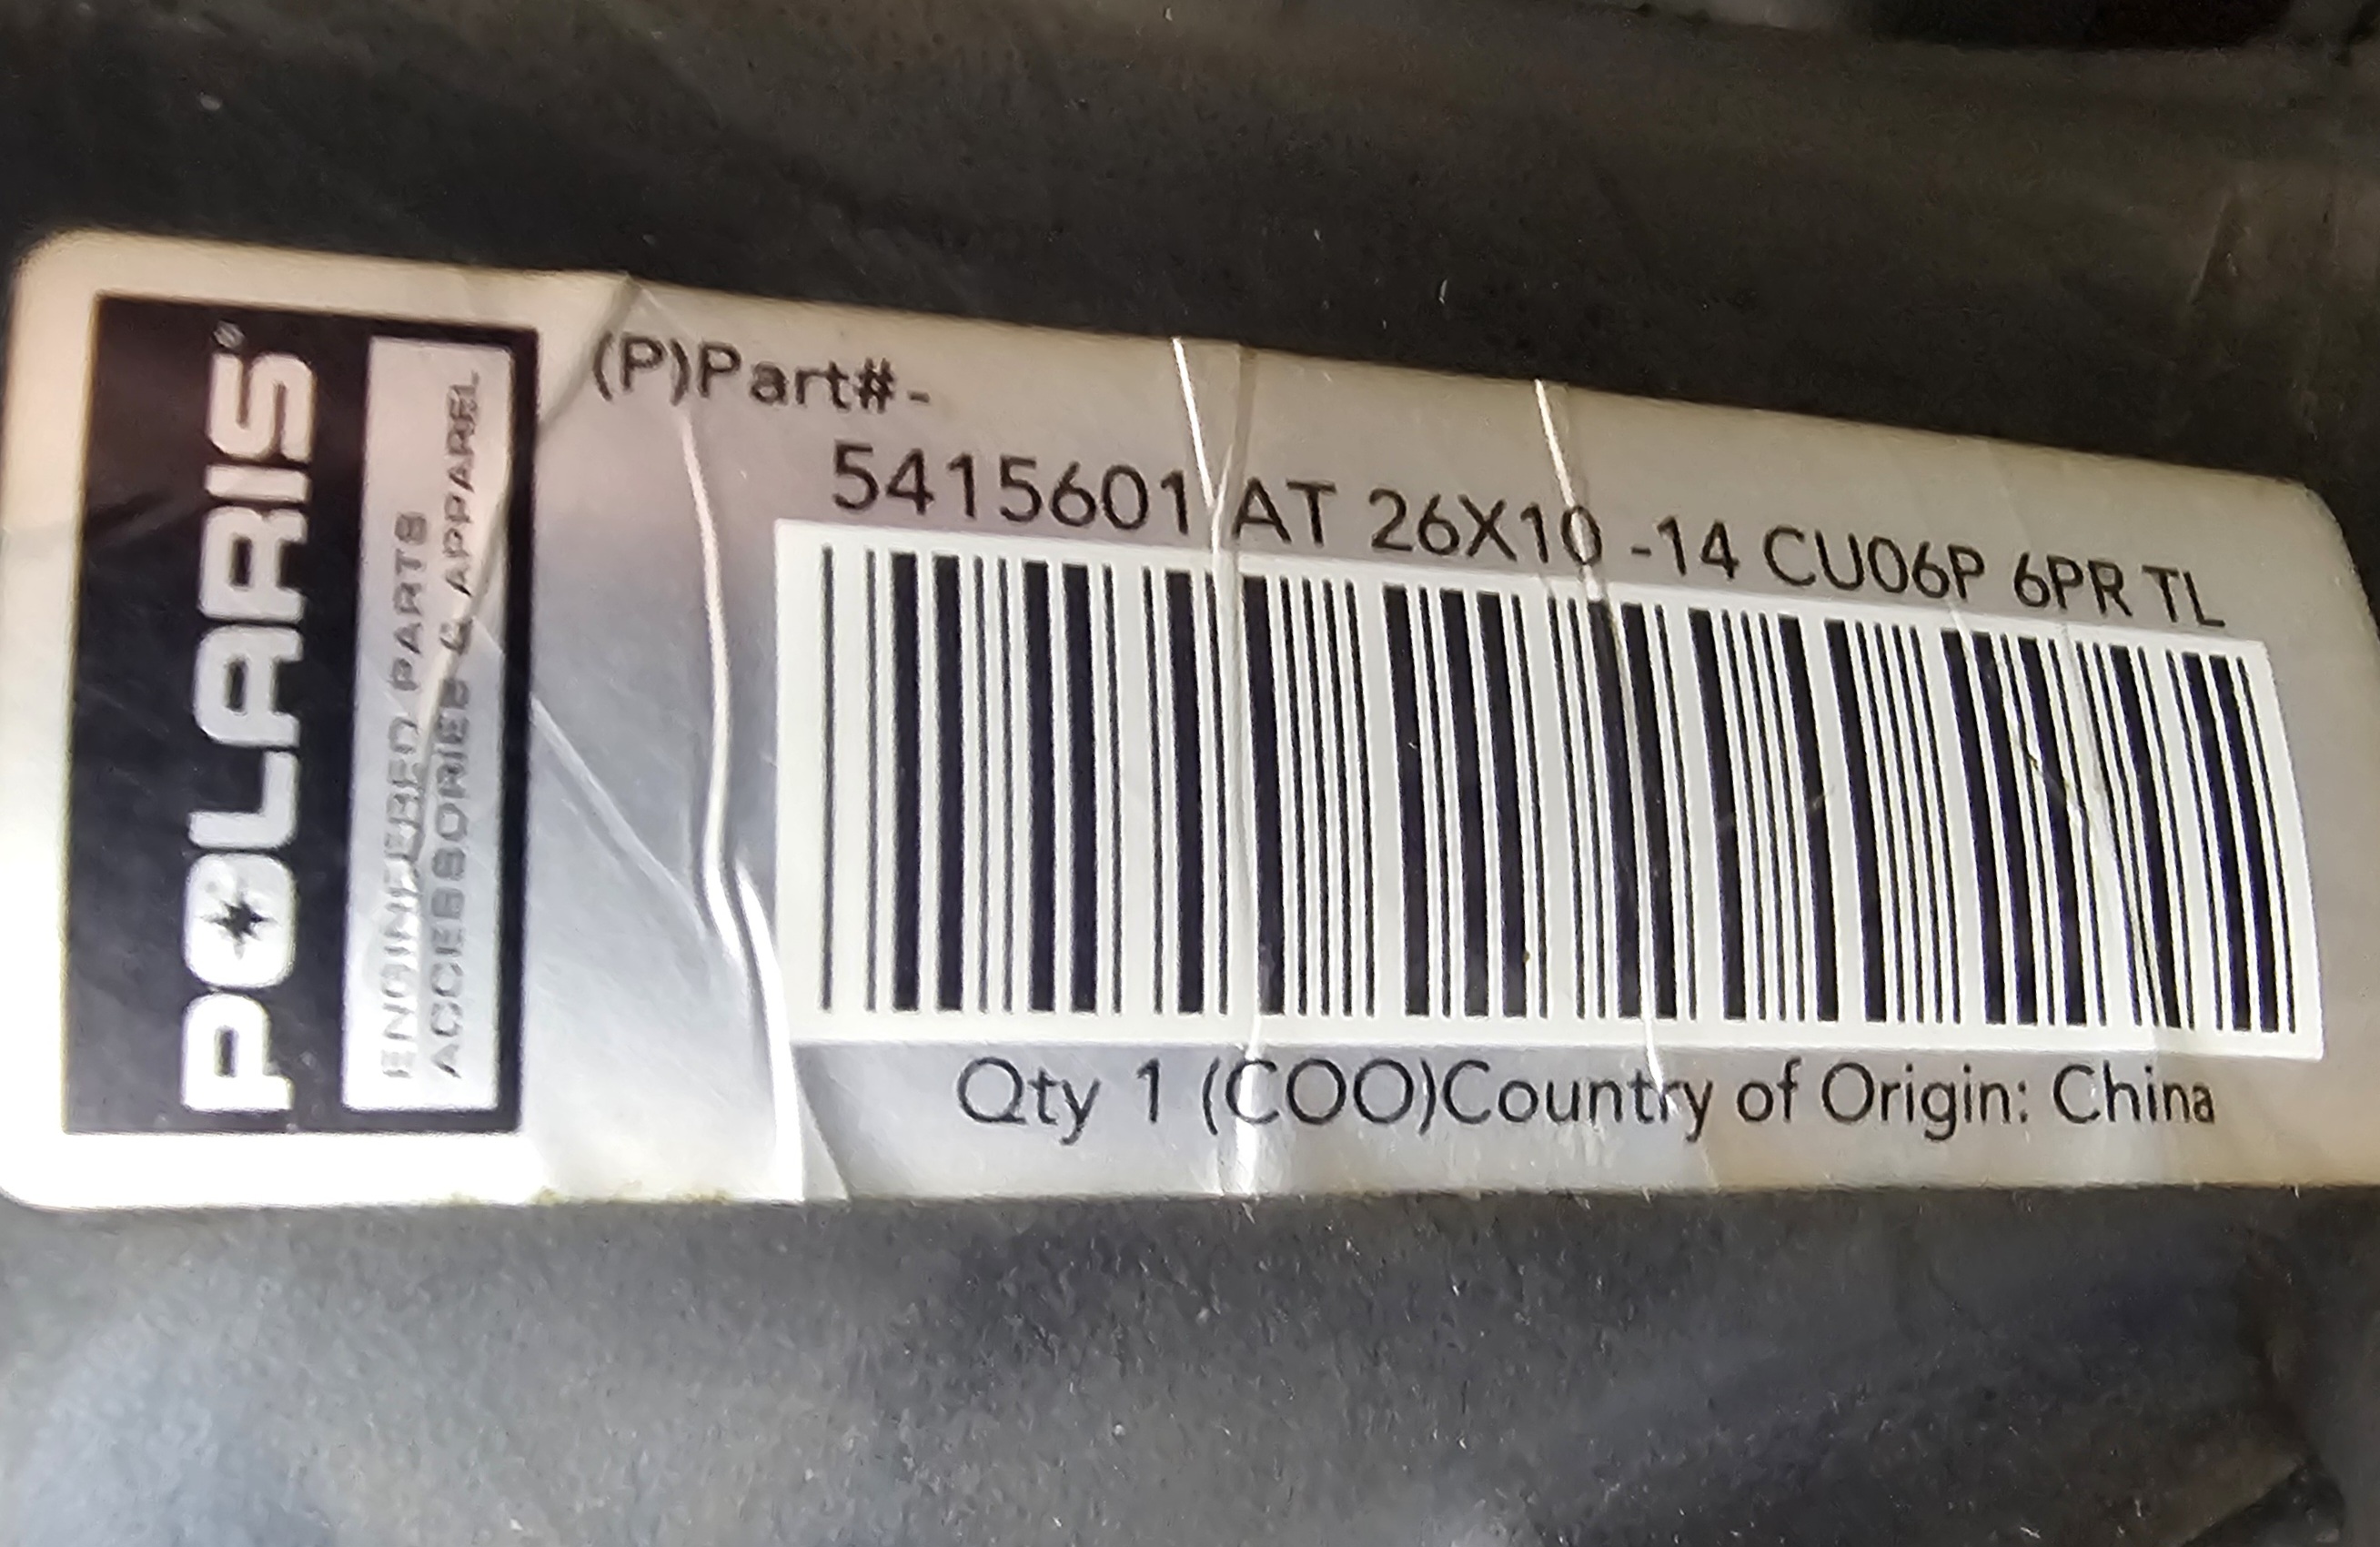 POLARIS®
ENGINEERED PARTS
ACCESSORIES & APPAREL
(P)Part#-
5415601 AT 26X10 -14 CU06P 6PR TL
Qty 1 (COO)Country of Origin: China